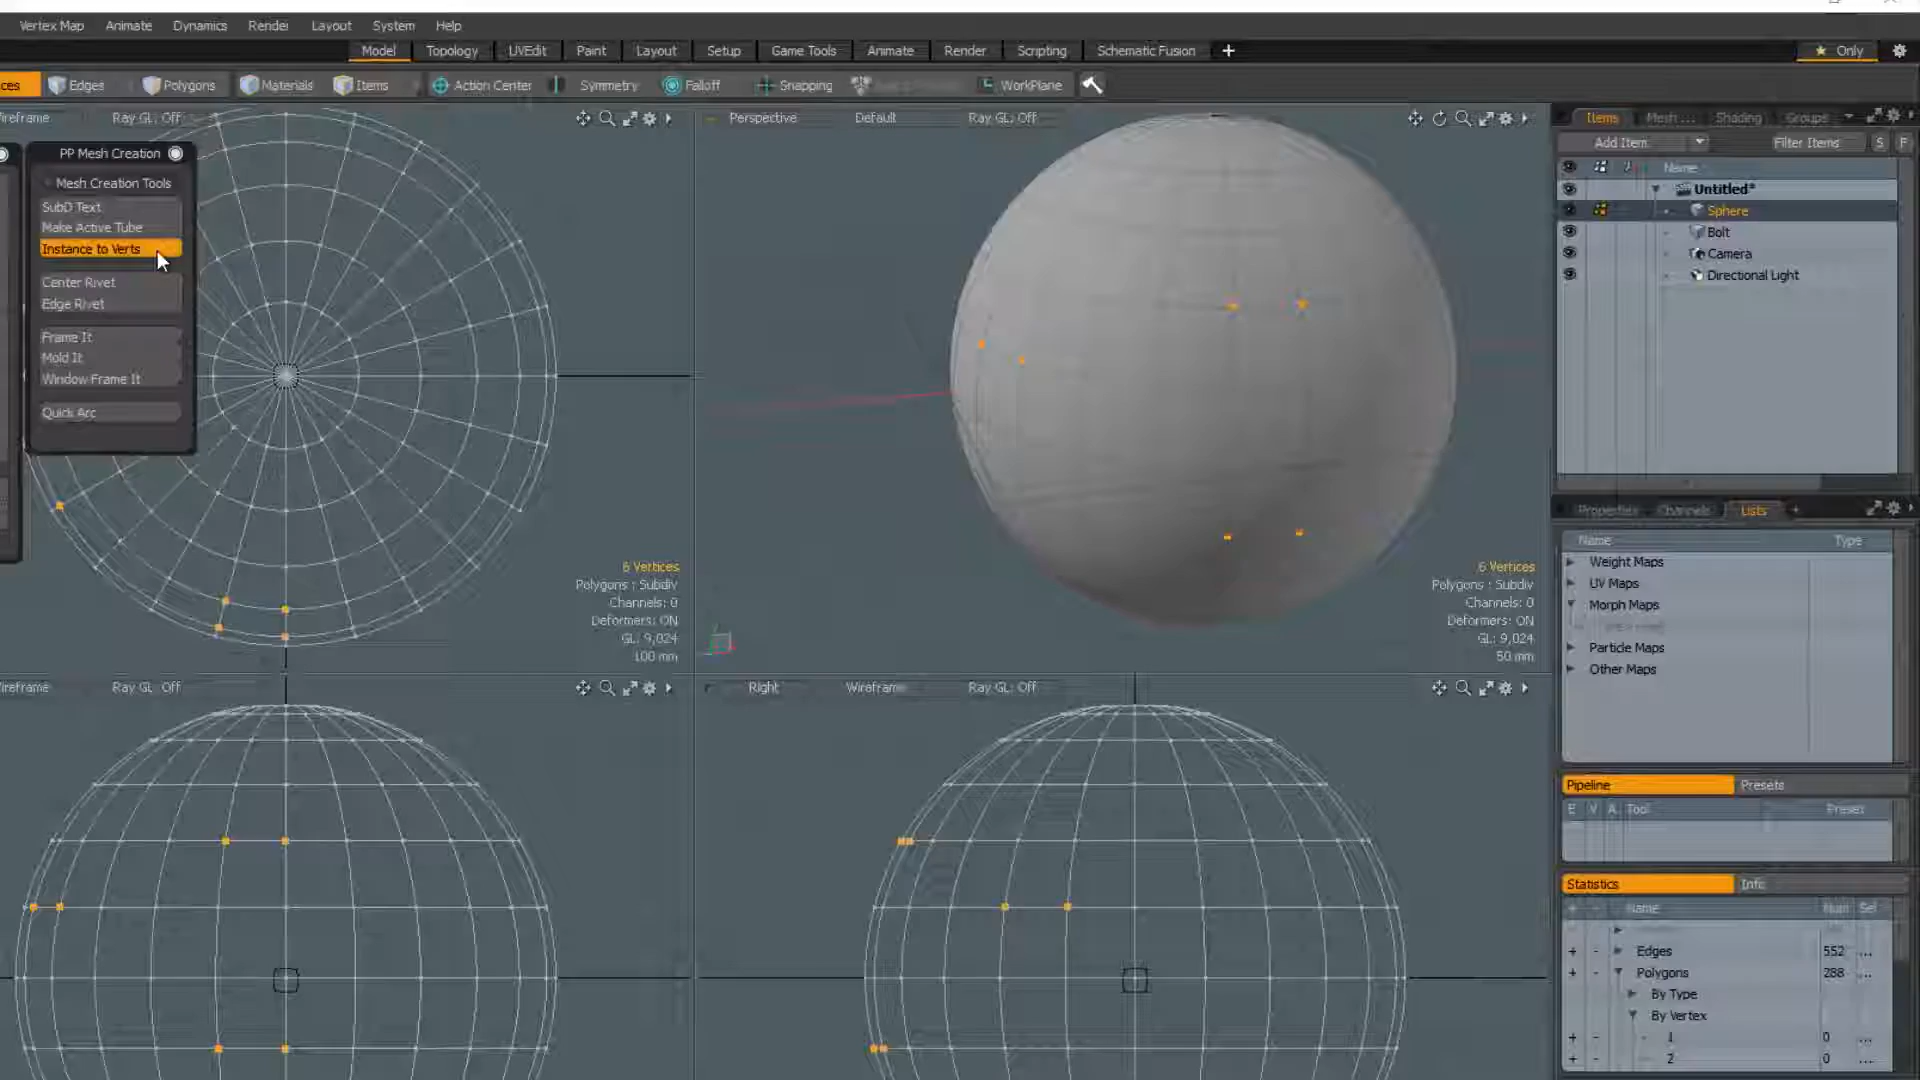 Vertex Map Animate Dynamics Render Layout System Help
Model Topology UVEdit Paint Layout Setup Game Tools Animate Render Scripting Schematic Fusion + Only
ces Edges Polygons Materials Items Action Center Symmetry Falloff Snapping WorkPlane
ireframe Ray GL: Off
Perspective Default Ray GL: Off
PP Mesh Creation
Mesh Creation Tools
SubD Text
Make Active Tube
Instance to Verts
Center Rivet
Edge Rivet
Frame It
Mold It
Window Frame It
Quick Arc
6 Vertices
Polygons : Subdiv
Channels: 0
Deformers: ON
GL: 9,024
100 mm
6 Vertices
Polygons : Subdiv
Channels: 0
Deformers: ON
GL: 9,024
50 mm
ireframe Ray GL: Off
Right Wireframe Ray GL: Off
Items Mesh ... Shading Groups
Add Item Filter Items S F
Name
Untitled*
Sphere
Bolt
Camera
Directional Light
Properties Channels Lists +
Name Type
Weight Maps
UV Maps
Morph Maps
Particle Maps
Other Maps
Pipeline Presets
E V A Tool Preset
Statistics Info
Name Num Sel
+ - Edges 552 ...
+ - Polygons 288 ...
By Type
By Vertex
+ - 1 0 ...
+ - 2 0 ...